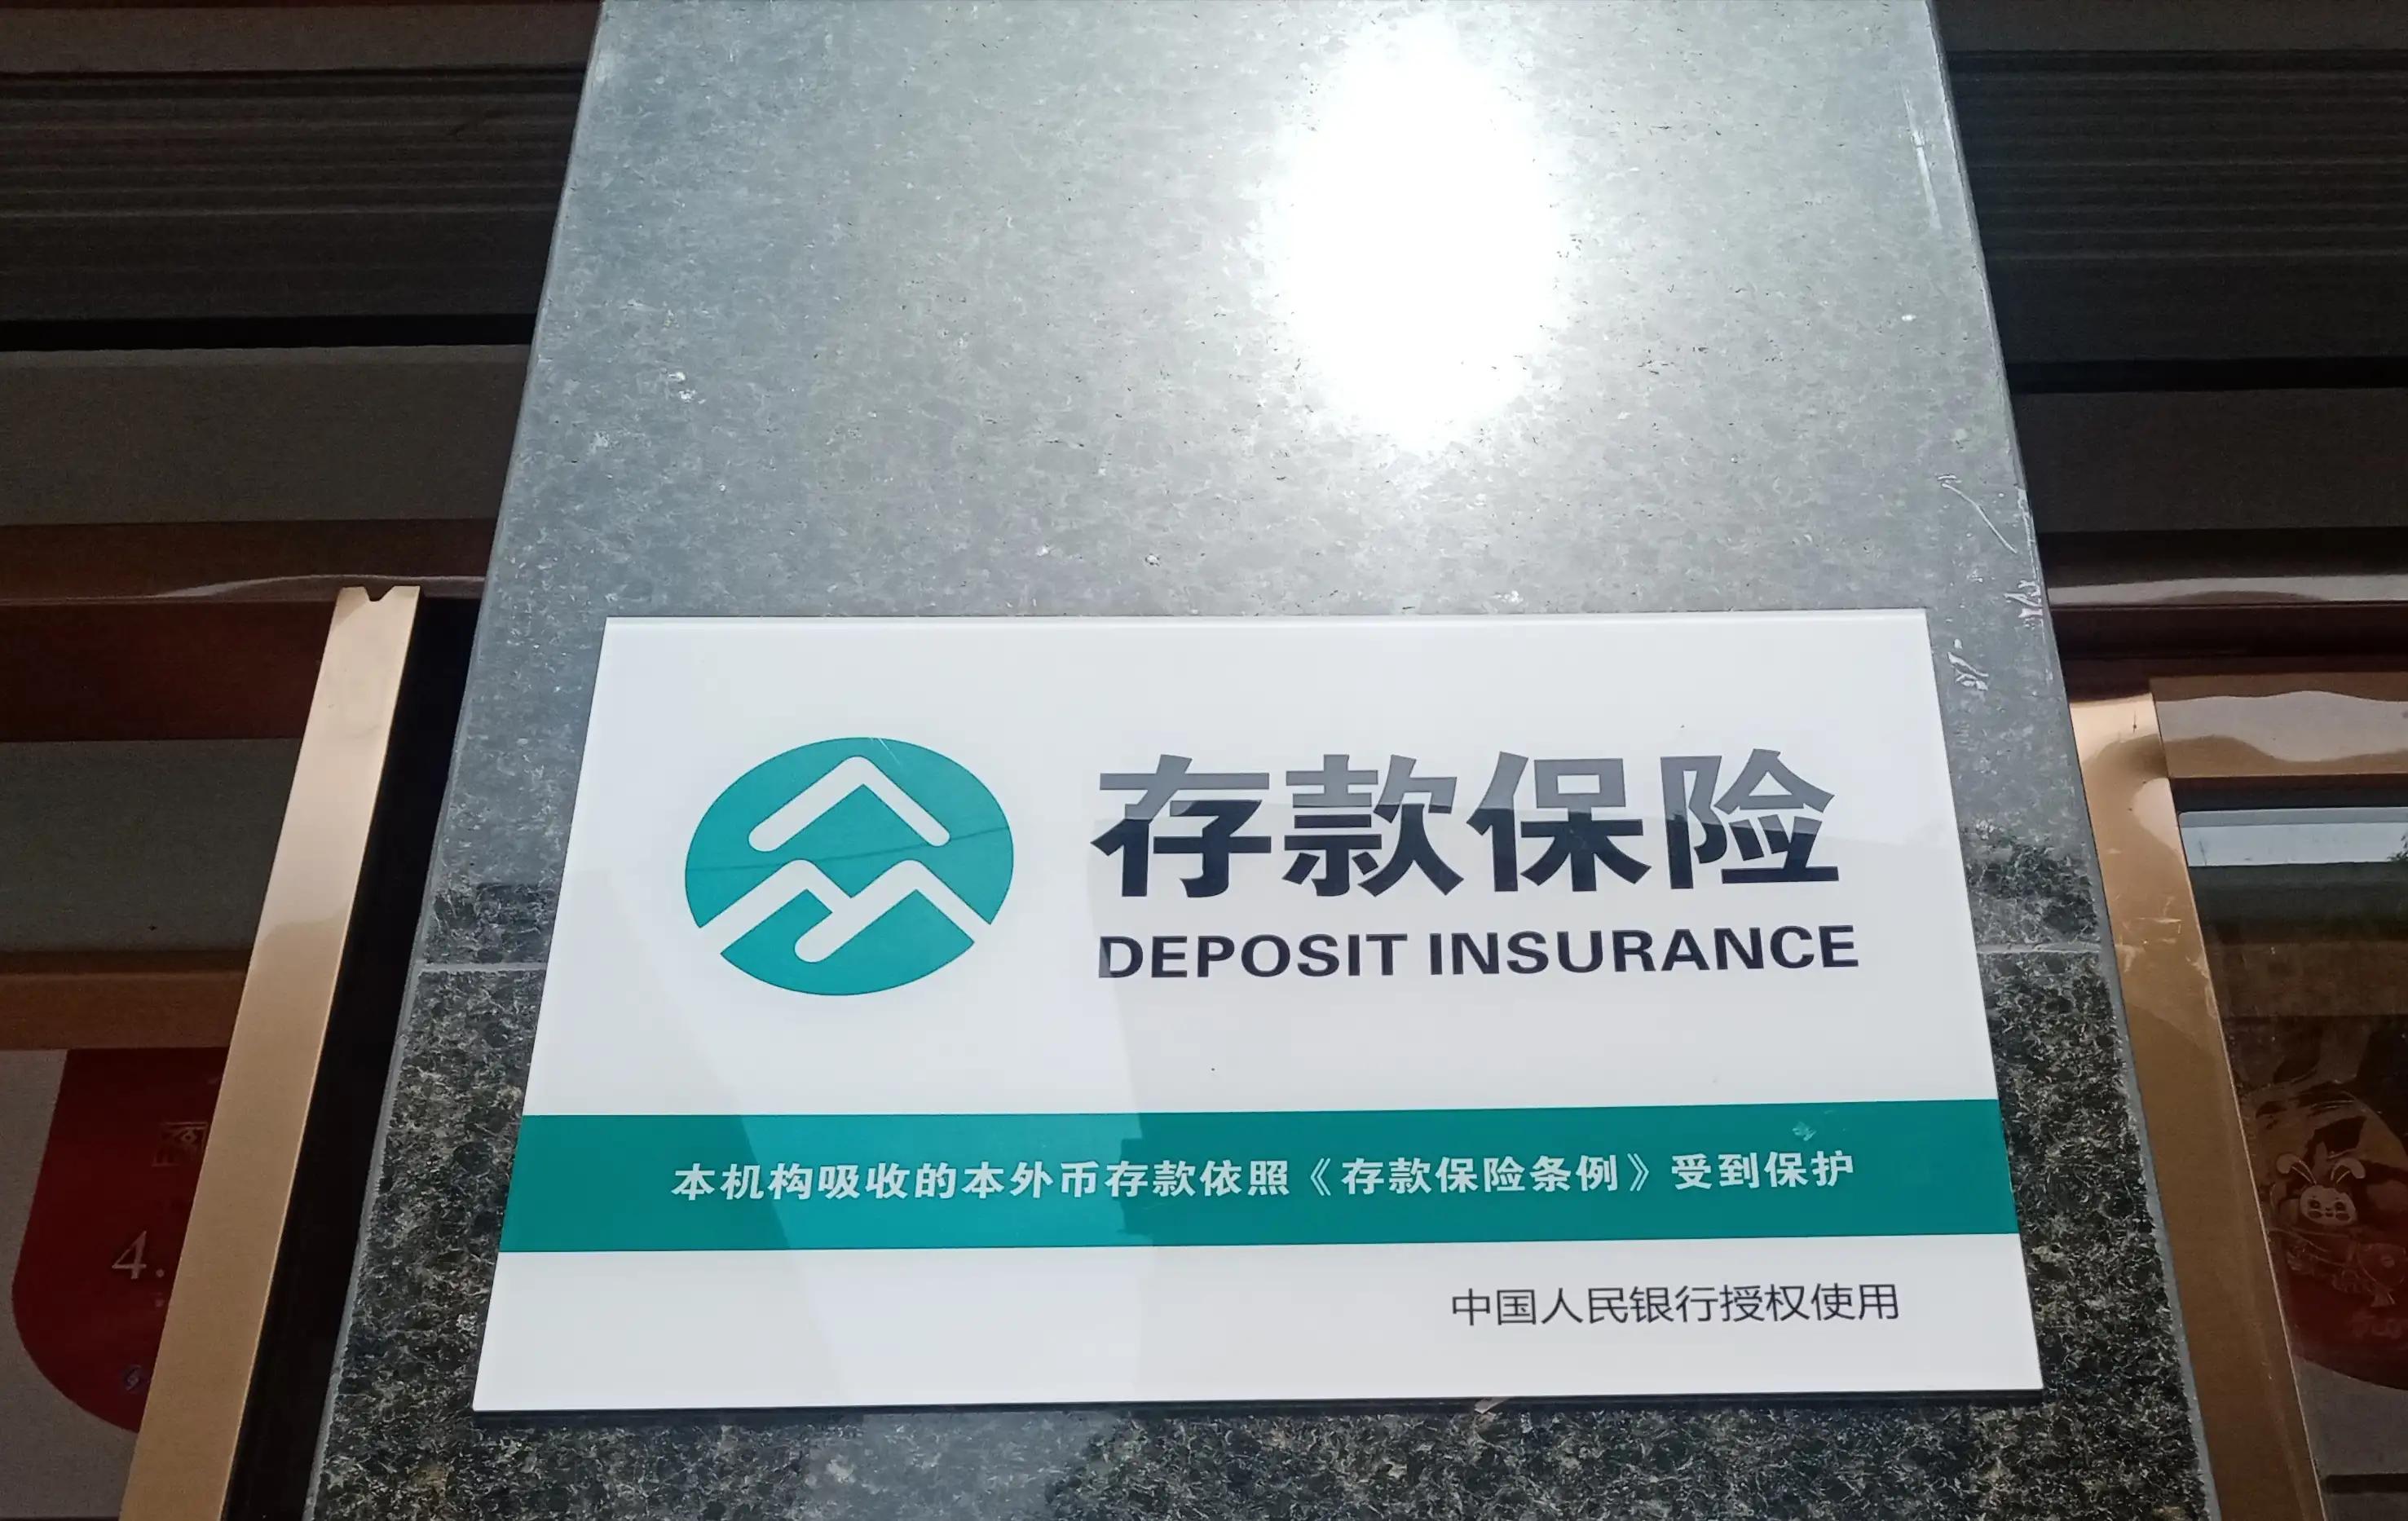 存款保险
DEPOSIT INSURANCE
本机构吸收的本外币存款依照《存款保险条例》受到保护
中国人民银行授权使用
4.